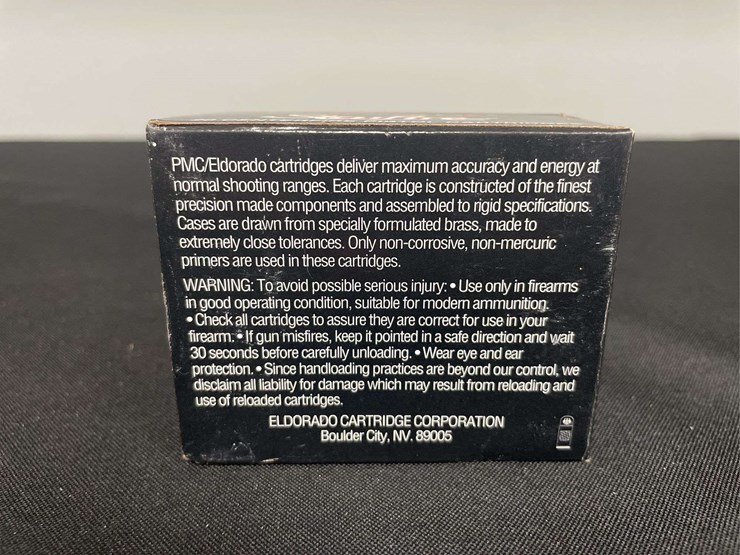 PMC/Eldorado cartridges deliver maximum accuracy and energy at
normal shooting ranges. Each cartridge is constructed of the finest
precision made components and assembled to rigid specifications.
Cases are drawn from specially formulated brass, made to
extremely close tolerances. Only non-corrosive, non-mercuric
primers are used in these cartridges.
WARNING: To avoid possible serious injury: • Use only in firearms
in good operating condition, suitable for modern ammunition.
• Check all cartridges to assure they are correct for use in your
firearm. • If gun misfires, keep it pointed in a safe direction and wait
30 seconds before carefully unloading. • Wear eye and ear
protection. • Since handloading practices are beyond our control, we
disclaim all liability for damage which may result from reloading and
use of reloaded cartridges.
ELDORADO CARTRIDGE CORPORATION
Boulder City, NV. 89005